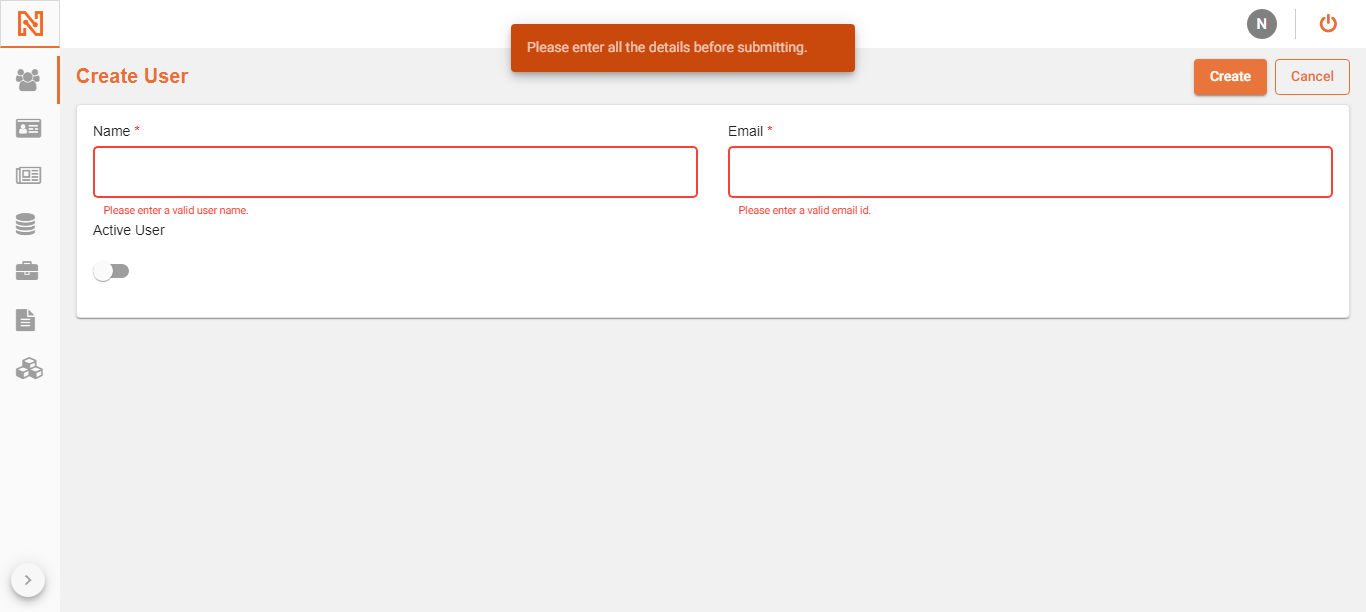 N
Please enter all the details before submitting.
Create User
Create
Cancel
Name *
Email *
Please enter a valid user name.
Please enter a valid email id.
Active User